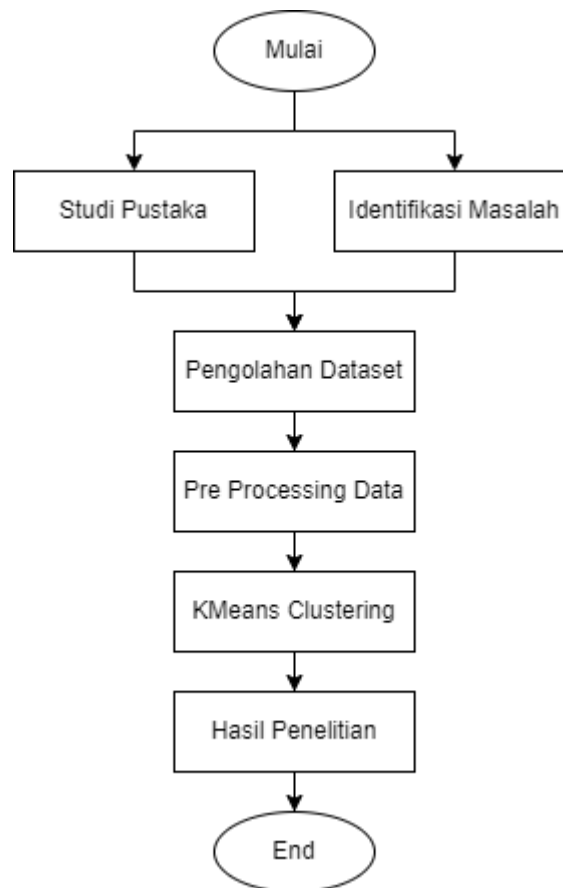 Mulai
Studi Pustaka
Identifikasi Masalah
Pengolahan Dataset
Pre Processing Data
KMeans Clustering
Hasil Penelitian
End